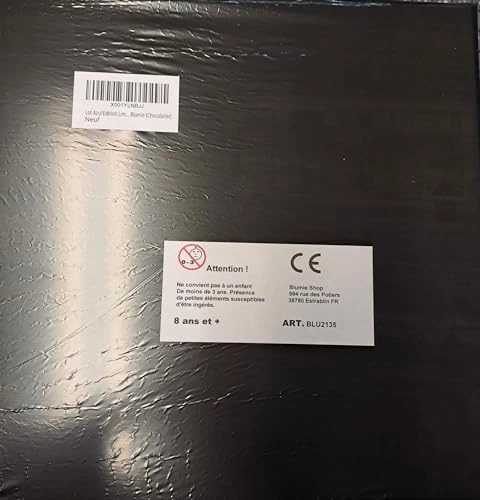 X001YLNBJJ
Lot Azul Edition Lim... Blumie (Chocolatier)
Neuf
0-3
Attention !
Ne convient pas à un enfant
De moins de 3 ans. Présence
de petites éléments susceptibles
d'être ingérés.
8 ans et +
CE
Blumie Shop
994 rue des Potiers
38780 Estrablin FR
ART. BLU2135